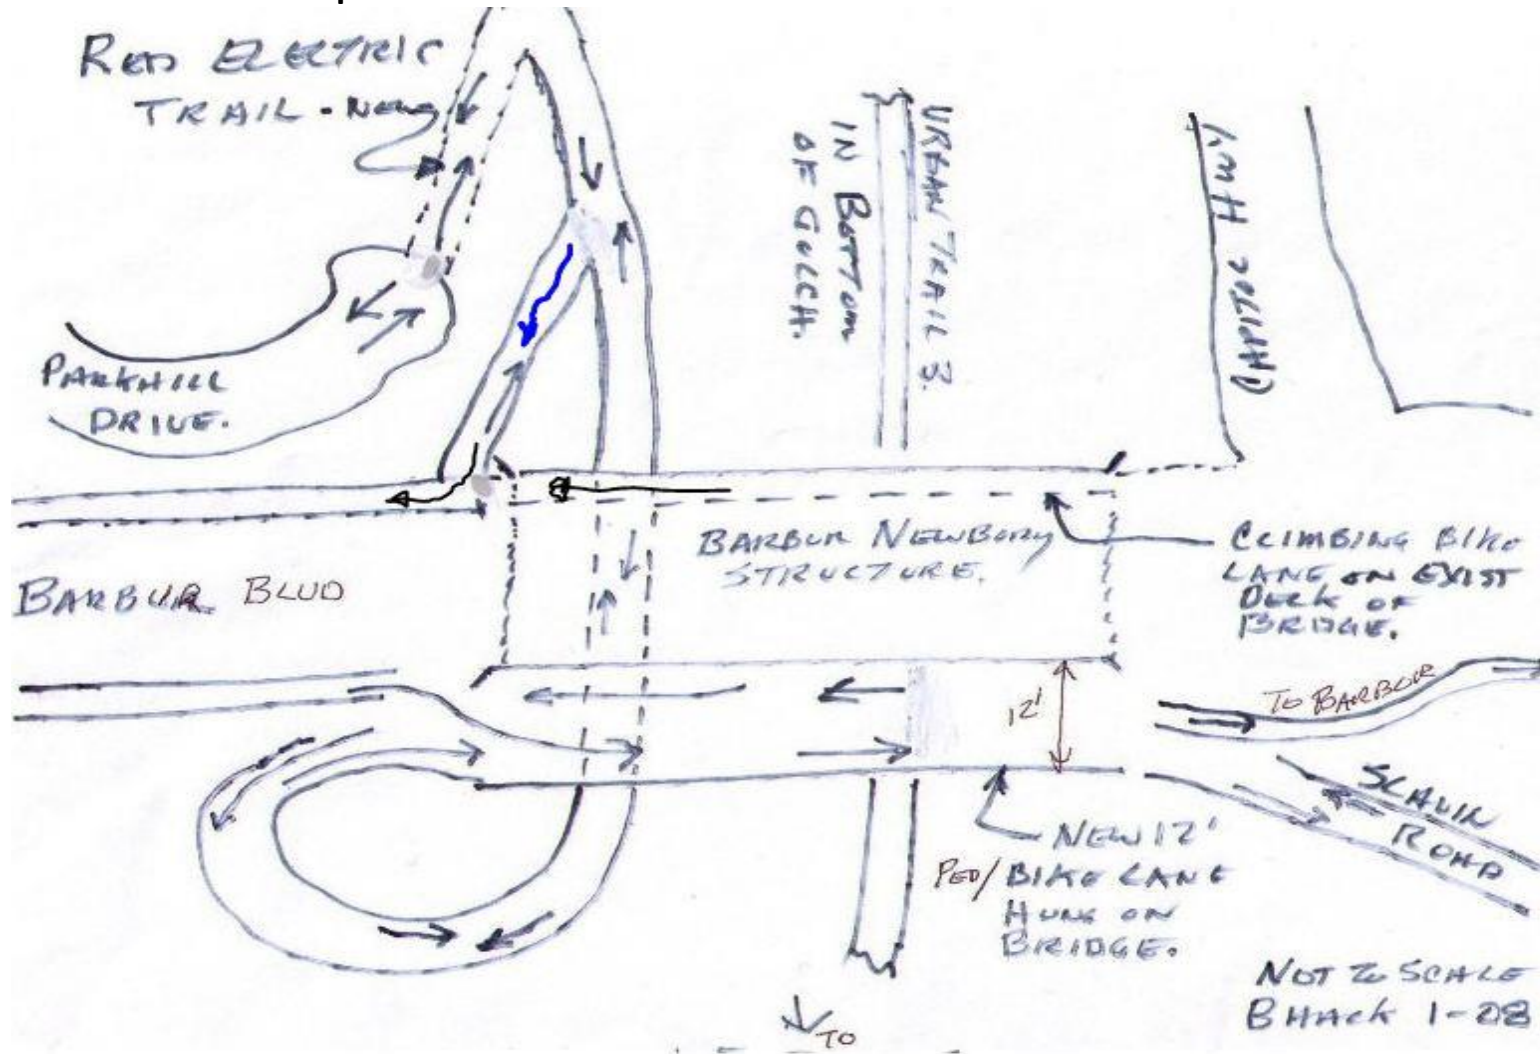 RED ELECTRIC
TRAIL - NEW
URBAN TRAIL 3.
IN BOTTOM
OF GULCH.
CAPITOL HWY
PARKHILL
DRIVE.
BARBUR NEWBORY
STRUCTURE.
CLIMBING BIKE
LANE ON EXIST
DECK OF
BRIDGE.
BARBUR BLVD
12'
TO BARBUR
SLAVIN
ROAD
NEW 12'
PED/BIKE LANE
HUNG ON
BRIDGE.
NOT TO SCALE
BHACK 1-08
TO